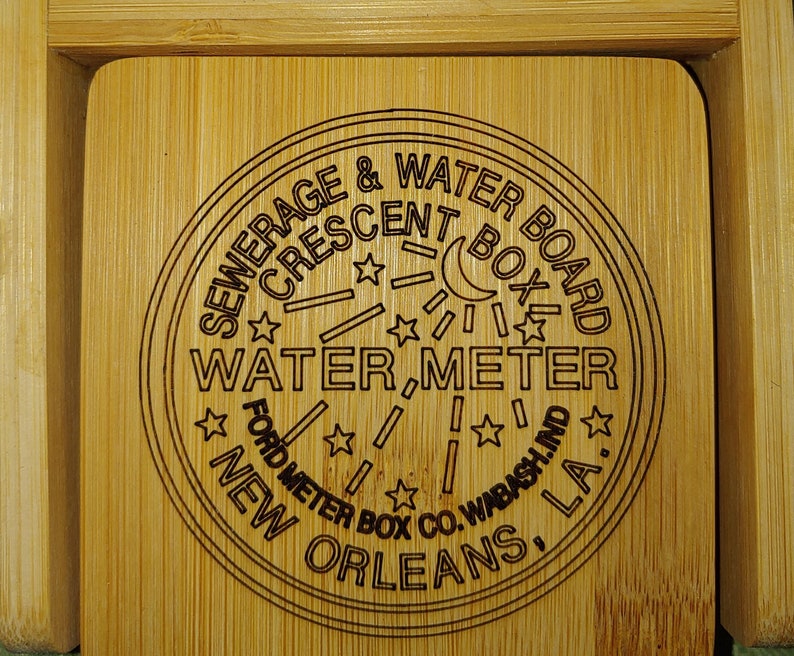 SEWERAGE & WATER BOARD
CRESCENT BOX
WATER METER
FORD METER BOX CO. WABASH.IND
NEW ORLEANS, LA.